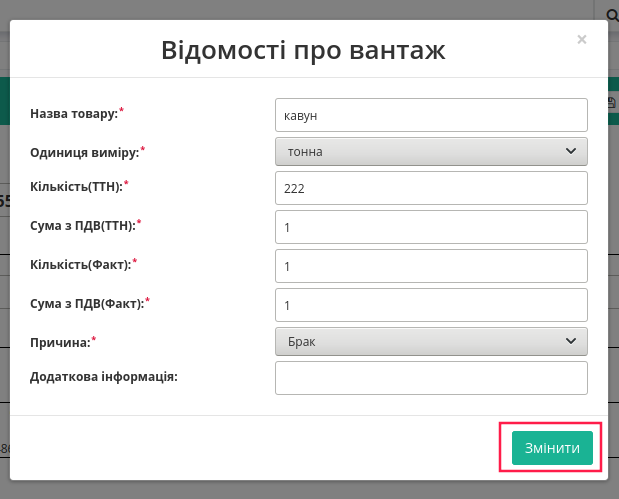 Відомості про вантаж ×
Назва товару:* кавун
Одиниця виміру:* тонна
Кількість(ТТН):* 222
Сума з ПДВ(ТТН):* 1
Кількість(Факт):* 1
Сума з ПДВ(Факт):* 1
Причина:* Брак
Додаткова інформація:
Змінити